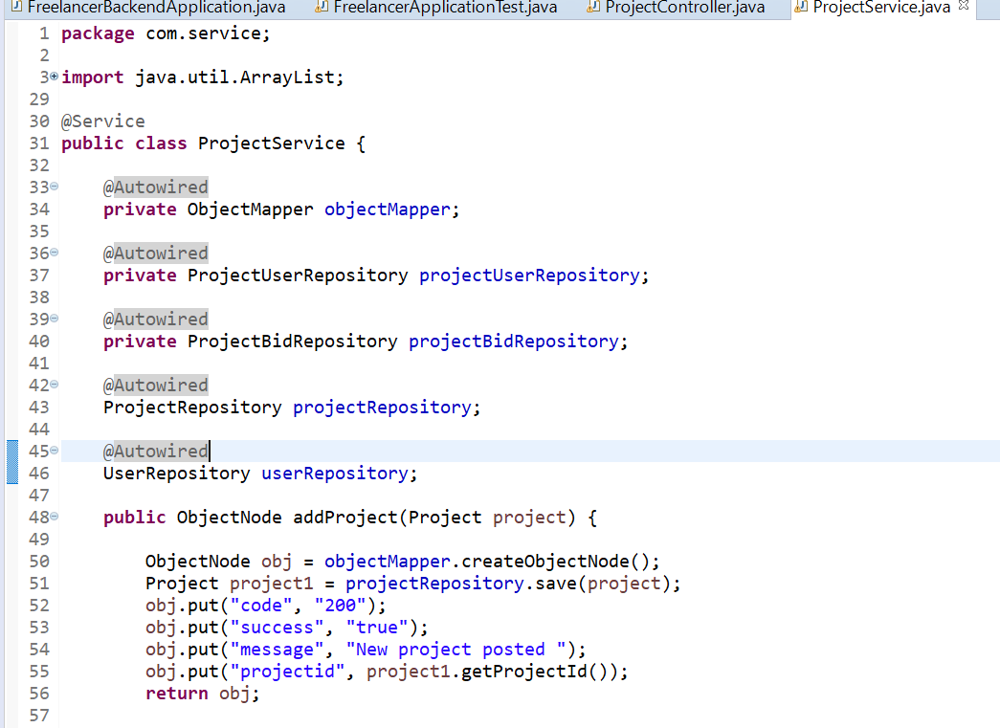 FreelancerBackendApplication.java FreelancerApplicationTest.java ProjectController.java ProjectService.java
1 package com.service;
2
3 import java.util.ArrayList;
29
30 @Service
31 public class ProjectService {
32
33 @Autowired
34 private ObjectMapper objectMapper;
35
36 @Autowired
37 private ProjectUserRepository projectUserRepository;
38
39 @Autowired
40 private ProjectBidRepository projectBidRepository;
41
42 @Autowired
43 ProjectRepository projectRepository;
44
45 @Autowired
46 UserRepository userRepository;
47
48 public ObjectNode addProject(Project project) {
49
50 ObjectNode obj = objectMapper.createObjectNode();
51 Project project1 = projectRepository.save(project);
52 obj.put("code", "200");
53 obj.put("success", "true");
54 obj.put("message", "New project posted ");
55 obj.put("projectid", project1.getProjectId());
56 return obj;
57